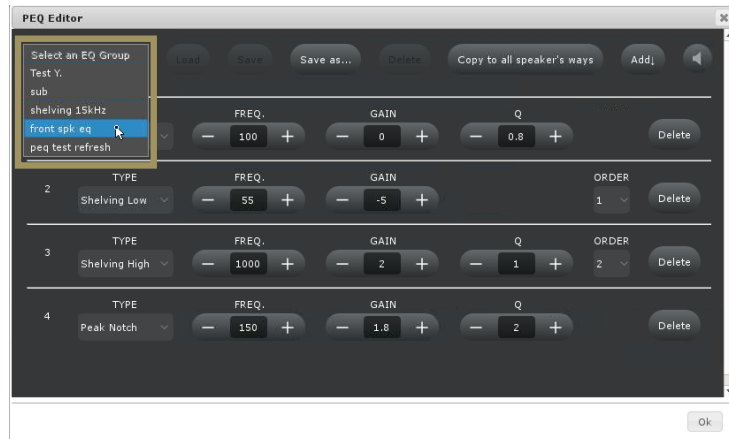 PEQ Editor
Select an EQ Group
Load Save Save as... Delete Copy to all speaker's ways Add↓
Test Y.
sub
shelving 15kHz
front spk eq
peq test refresh
FREQ. GAIN Q
− 100 + − 0 + − 0.8 + Delete
TYPE FREQ. GAIN ORDER
2 Shelving Low − 55 + − -5 + 1 Delete
TYPE FREQ. GAIN Q ORDER
3 Shelving High − 1000 + − 2 + − 1 + 2 Delete
TYPE FREQ. GAIN Q
4 Peak Notch − 150 + − 1.8 + − 2 + Delete
Ok